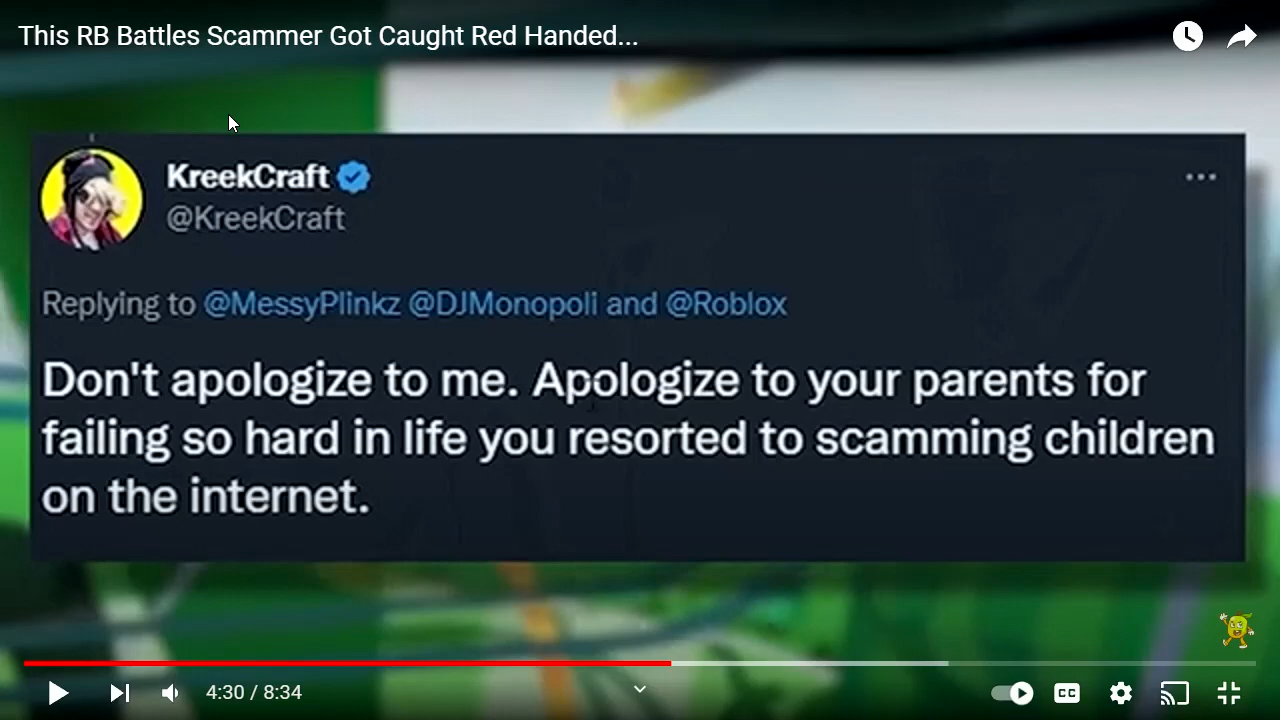 This RB Battles Scammer Got Caught Red Handed...
KreekCraft
@KreekCraft
Replying to @MessyPlinkz @DJMonopoli and @Roblox
Don't apologize to me. Apologize to your parents for
failing so hard in life you resorted to scamming children
on the internet.
4:30 / 8:34
CC